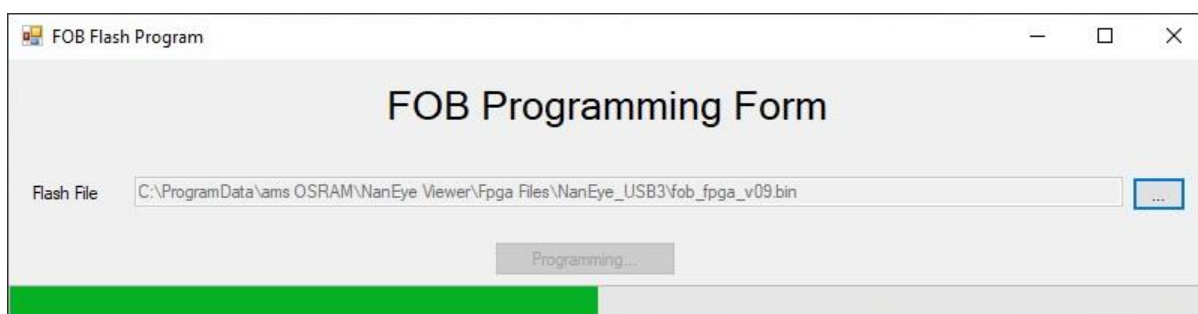 FOB Flash Program
FOB Programming Form
Flash File C:\ProgramData\ams OSRAM\NanEye Viewer\Fpga Files\NanEye_USB3\fob_fpga_v09.bin ...
Programming...